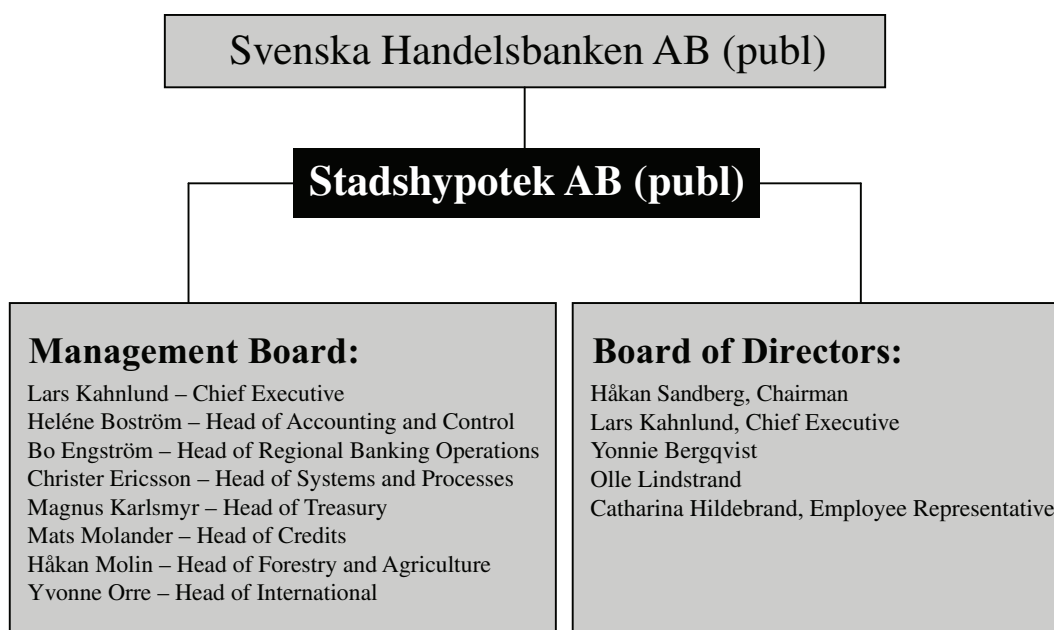 Svenska Handelsbanken AB (publ)
Stadshypotek AB (publ)
Management Board:
Lars Kahnlund – Chief Executive
Heléne Boström – Head of Accounting and Control
Bo Engström – Head of Regional Banking Operations
Christer Ericsson – Head of Systems and Processes
Magnus Karlsmyr – Head of Treasury
Mats Molander – Head of Credits
Håkan Molin – Head of Forestry and Agriculture
Yvonne Orre – Head of International
Board of Directors:
Håkan Sandberg, Chairman
Lars Kahnlund, Chief Executive
Yonnie Bergqvist
Olle Lindstrand
Catharina Hildebrand, Employee Representative